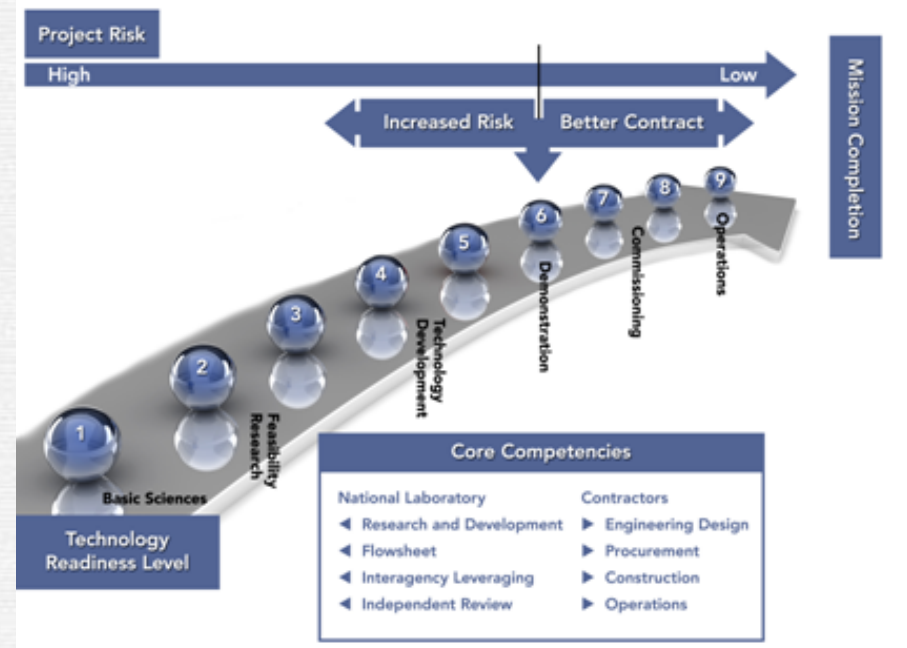 Project Risk
High
Low
Mission Completion
Increased Risk
Better Contract
1
2
3
4
5
6
7
8
9
Basic Sciences
Feasibility
Research
Technology
Development
Demonstration
Commissioning
Operations
Technology
Readiness Level
Core Competencies
National Laboratory
◄ Research and Development
◄ Flowsheet
◄ Interagency Leveraging
◄ Independent Review
Contractors
► Engineering Design
► Procurement
► Construction
► Operations